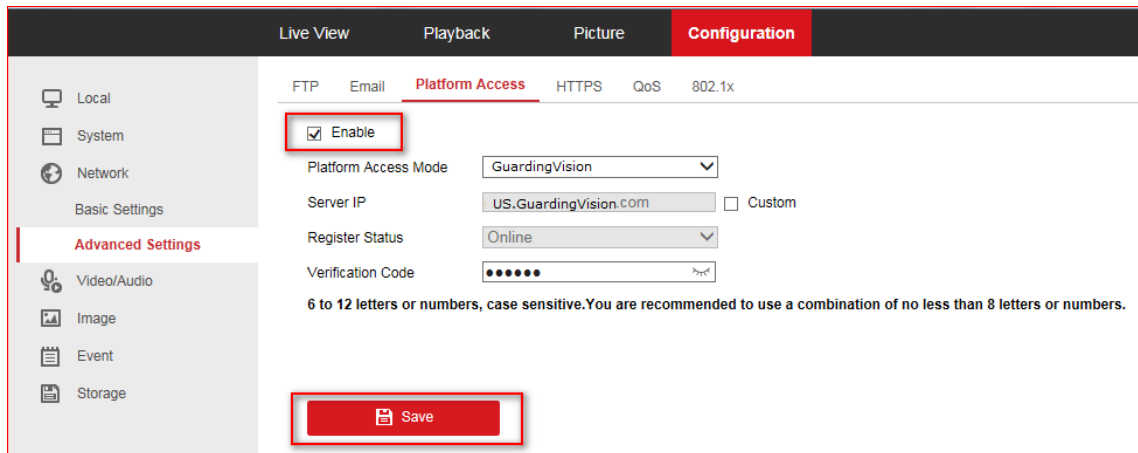 Live View Playback Picture Configuration
FTP Email Platform Access HTTPS QoS 802.1x
Local
System
Network
Basic Settings
Advanced Settings
Video/Audio
Image
Event
Storage
Enable
Platform Access Mode GuardingVision
Server IP US.GuardingVision.com Custom
Register Status Online
Verification Code ●●●●●●
6 to 12 letters or numbers, case sensitive.You are recommended to use a combination of no less than 8 letters or numbers.
Save